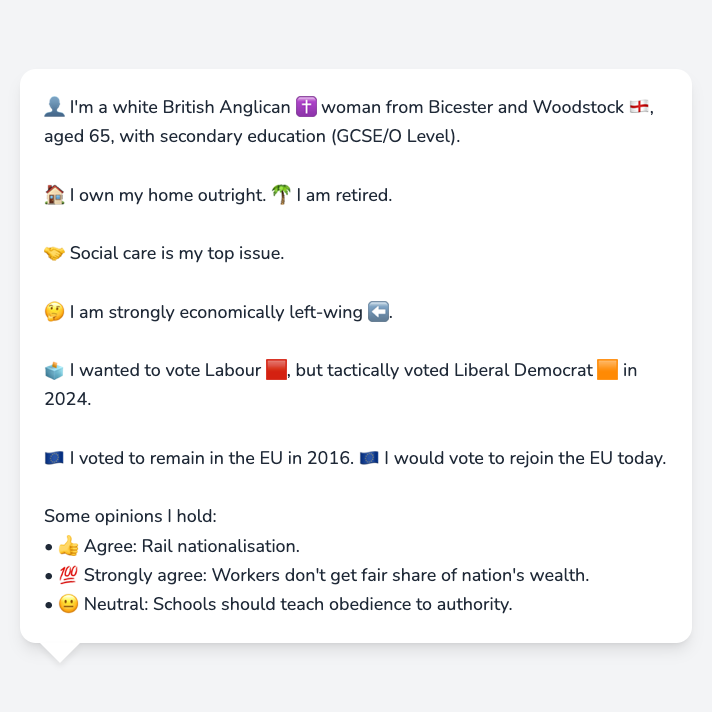 👤 I'm a white British Anglican ✝️ woman from Bicester and Woodstock 🏴󠁧󠁢󠁥󠁮󠁧󠁿,
aged 65, with secondary education (GCSE/O Level).
🏠 I own my home outright. 🌴 I am retired.
🤝 Social care is my top issue.
🤔 I am strongly economically left-wing ⬅️.
🗳️ I wanted to vote Labour 🟥, but tactically voted Liberal Democrat 🟧 in
2024.
🇪🇺 I voted to remain in the EU in 2016. 🇪🇺 I would vote to rejoin the EU today.
Some opinions I hold:
• 👍 Agree: Rail nationalisation.
• 💯 Strongly agree: Workers don't get fair share of nation's wealth.
• 😐 Neutral: Schools should teach obedience to authority.